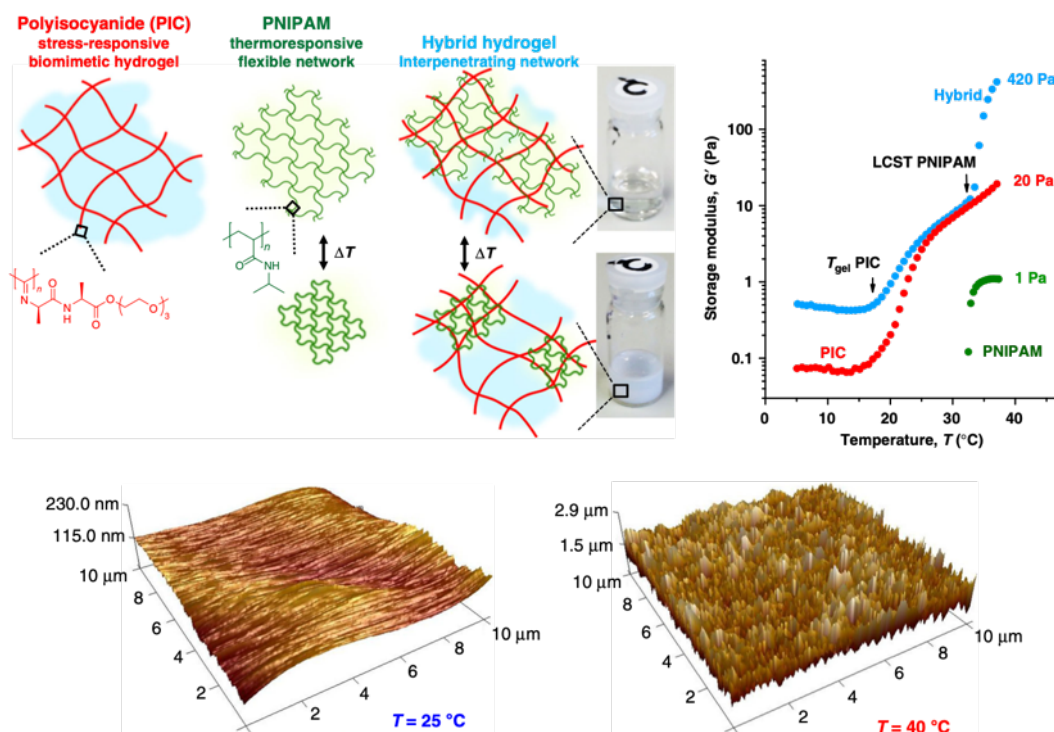 Polyisocyanide (PIC)
stress-responsive
biomimetic hydrogel
PNIPAM
thermoresponsive
flexible network
Hybrid hydrogel
Interpenetrating network
ΔT
ΔT
n
N
O
N
H
O
O
O
3
n
O
NH
Storage modulus, G′ (Pa)
100
10
1
0.1
0
10
20
30
40
Temperature, T (°C)
Hybrid
420 Pa
LCST PNIPAM
20 Pa
Tgel PIC
1 Pa
PIC
PNIPAM
230.0 nm
115.0 nm
10 μm
8
6
4
2
2
4
6
8
10 μm
T = 25 °C
2.9 μm
1.5 μm
10 μm
8
6
4
2
2
4
6
8
10 μm
T = 40 °C